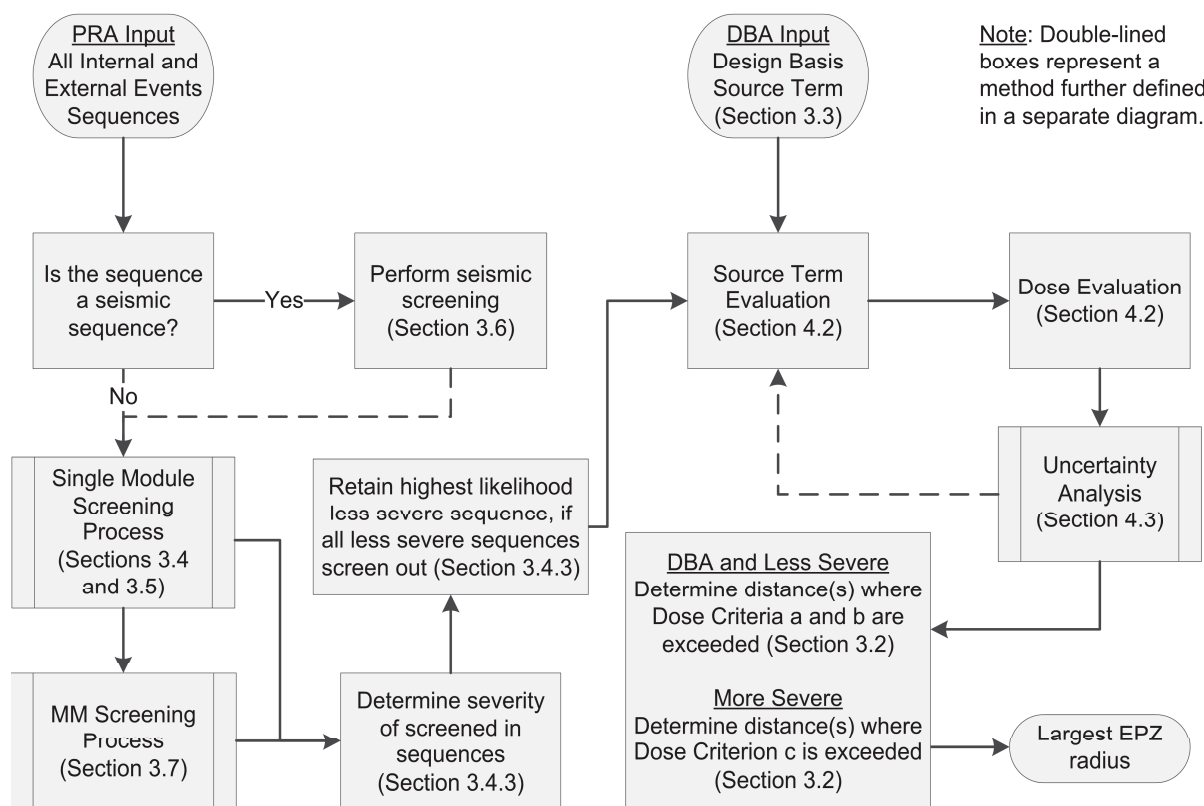 PRA Input
All Internal and
External Events
Sequences
DBA Input
Design Basis
Source Term
(Section 3.3)
Note: Double-lined
boxes represent a
method further defined
in a separate diagram.
Is the sequence
a seismic
sequence?
Yes
Perform seismic
screening
(Section 3.6)
Source Term
Evaluation
(Section 4.2)
Dose Evaluation
(Section 4.2)
No
Single Module
Screening
Process
(Sections 3.4
and 3.5)
Retain highest likelihood
less severe sequence, if
all less severe sequences
screen out (Section 3.4.3)
Uncertainty
Analysis
(Section 4.3)
DBA and Less Severe
Determine distance(s) where
Dose Criteria a and b are
exceeded (Section 3.2)
MM Screening
Process
(Section 3.7)
Determine severity
of screened in
sequences
(Section 3.4.3)
More Severe
Determine distance(s) where
Dose Criterion c is exceeded
(Section 3.2)
Largest EPZ
radius